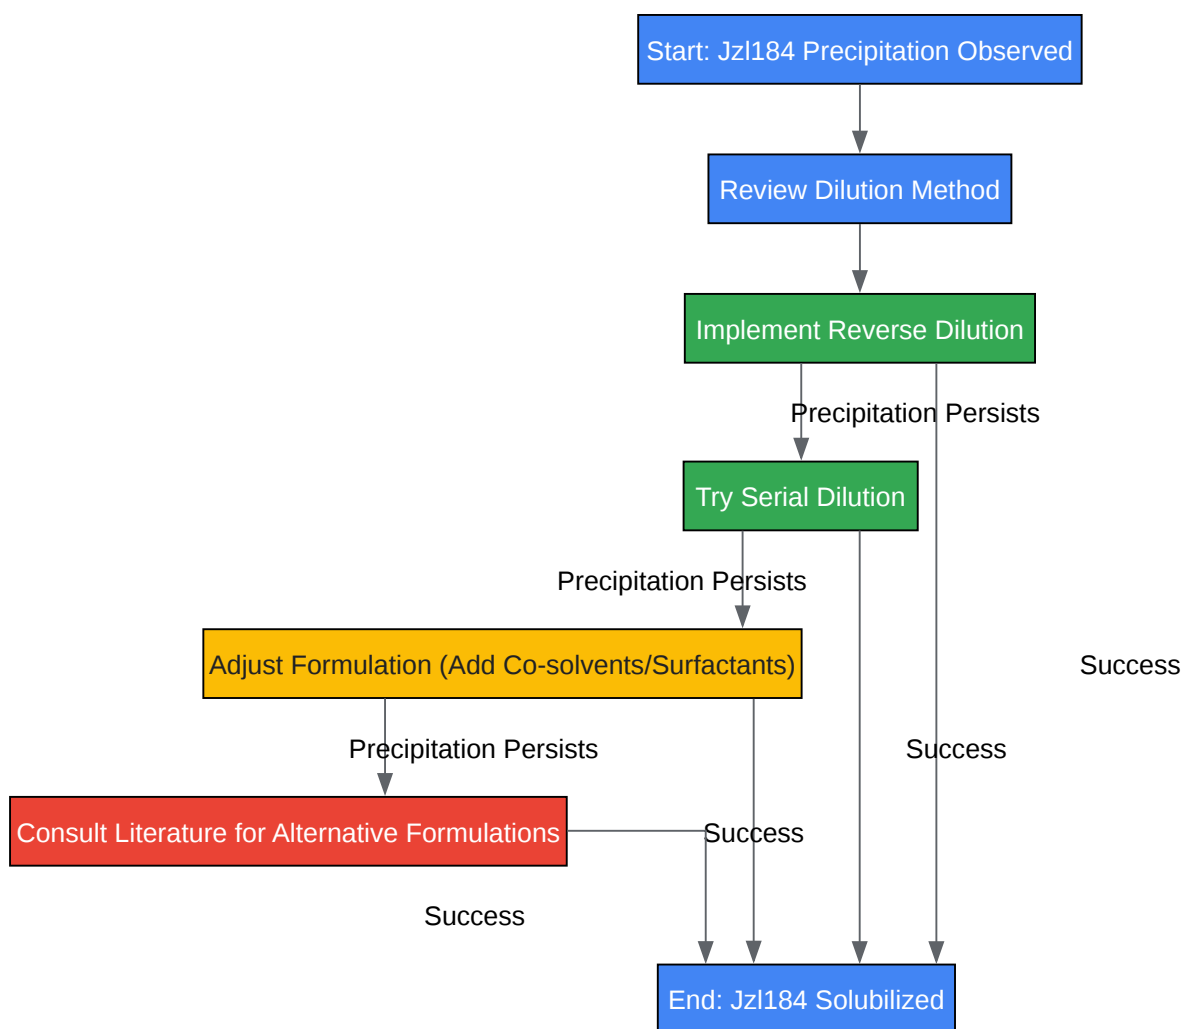 Start: Jzl184 Precipitation Observed
Review Dilution Method
Implement Reverse Dilution
Precipitation Persists
Try Serial Dilution
Precipitation Persists
Adjust Formulation (Add Co-solvents/Surfactants)
Success
Precipitation Persists
Success
Consult Literature for Alternative Formulations
Success
Success
End: Jzl184 Solubilized